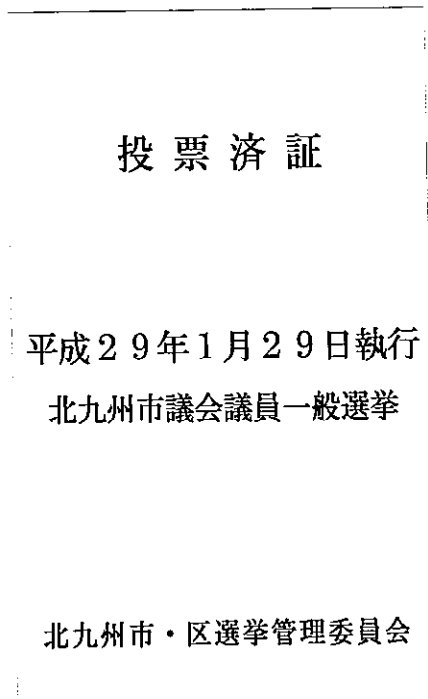 投票済証
平成２９年１月２９日執行
北九州市議会議員一般選挙
北九州市・区選挙管理委員会